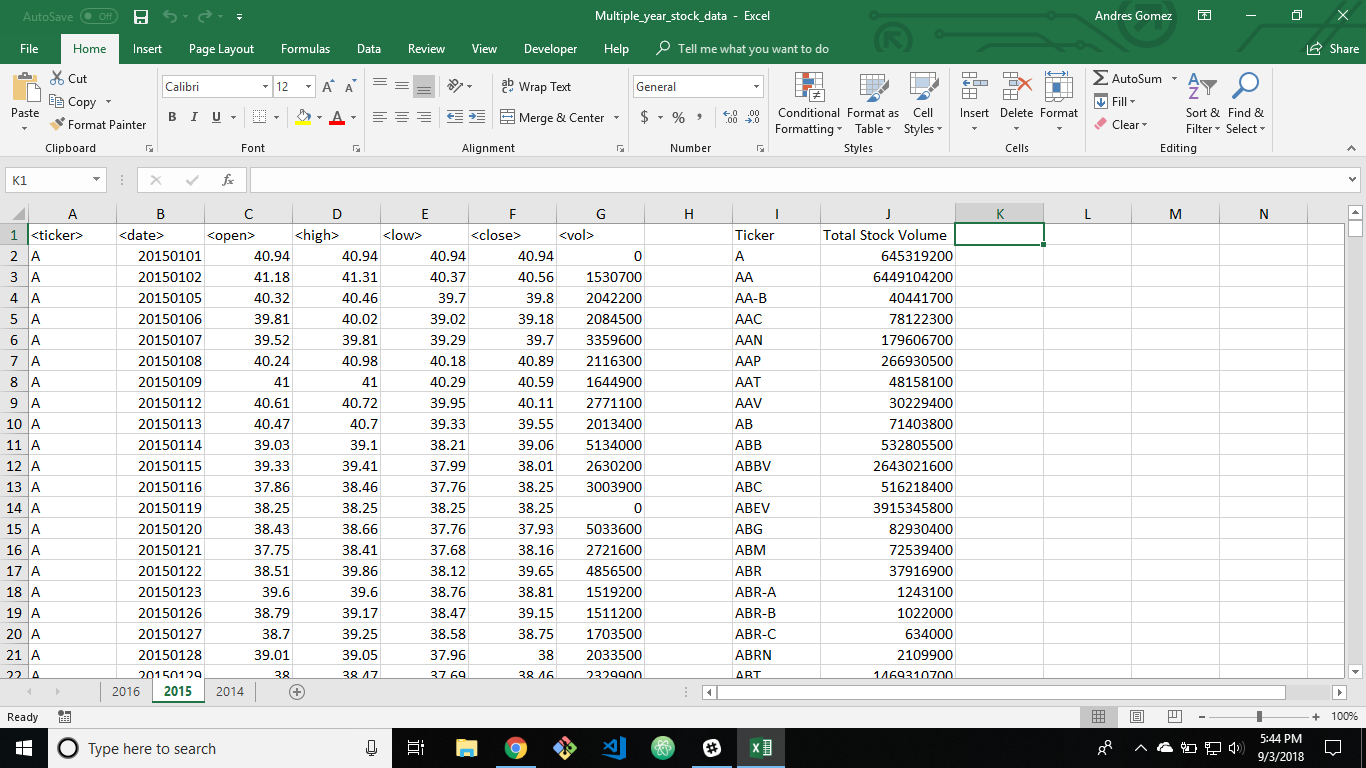 AutoSave Off Multiple_year_stock_data - Excel Andres Gomez
File Home Insert Page Layout Formulas Data Review View Developer Help Tell me what you want to do Share
Paste Cut Copy Format Painter
Calibri 12 A A B I U A
Wrap Text Merge & Center
General $ % ,
Conditional Formatting Format as Table Cell Styles
Insert Delete Format
AutoSum Fill Clear Sort & Filter Find & Select
Clipboard Font Alignment Number Styles Cells Editing
K1 fx
A B C D E F G H I J K L M N
1 <ticker> <date> <open> <high> <low> <close> <vol> Ticker Total Stock Volume
2 A 20150101 40.94 40.94 40.94 40.94 0 A 645319200
3 A 20150102 41.18 41.31 40.37 40.56 1530700 AA 6449104200
4 A 20150105 40.32 40.46 39.7 39.8 2042200 AA-B 40441700
5 A 20150106 39.81 40.02 39.02 39.18 2084500 AAC 78122300
6 A 20150107 39.52 39.81 39.29 39.7 3359600 AAN 179606700
7 A 20150108 40.24 40.98 40.18 40.89 2116300 AAP 266930500
8 A 20150109 41 41 40.29 40.59 1644900 AAT 48158100
9 A 20150112 40.61 40.72 39.95 40.11 2771100 AAV 30229400
10 A 20150113 40.47 40.7 39.33 39.55 2013400 AB 71403800
11 A 20150114 39.03 39.1 38.21 39.06 5134000 ABB 532805500
12 A 20150115 39.33 39.41 37.99 38.01 2630200 ABBV 2643021600
13 A 20150116 37.86 38.46 37.76 38.25 3003900 ABC 516218400
14 A 20150119 38.25 38.25 38.25 38.25 0 ABEV 3915345800
15 A 20150120 38.43 38.66 37.76 37.93 5033600 ABG 82930400
16 A 20150121 37.75 38.41 37.68 38.16 2721600 ABM 72539400
17 A 20150122 38.51 39.86 38.12 39.65 4856500 ABR 37916900
18 A 20150123 39.6 39.6 38.76 38.81 1519200 ABR-A 1243100
19 A 20150126 38.79 39.17 38.47 39.15 1511200 ABR-B 1022000
20 A 20150127 38.7 39.25 38.58 38.75 1703500 ABR-C 634000
21 A 20150128 39.01 39.05 37.96 38 2033500 ABRN 2109900
22 A 20150129 38 38.47 37.69 38.46 2329900 ABT 1469310700
2016 2015 2014
Ready 100%
Type here to search 5:44 PM
9/3/2018